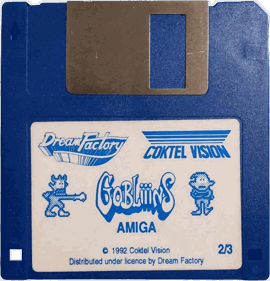 Dream Factory
COKTEL VISION
GOBLIIINS
AMIGA
© 1992 Coktel Vision
2/3
Distributed under licence by Dream Factory